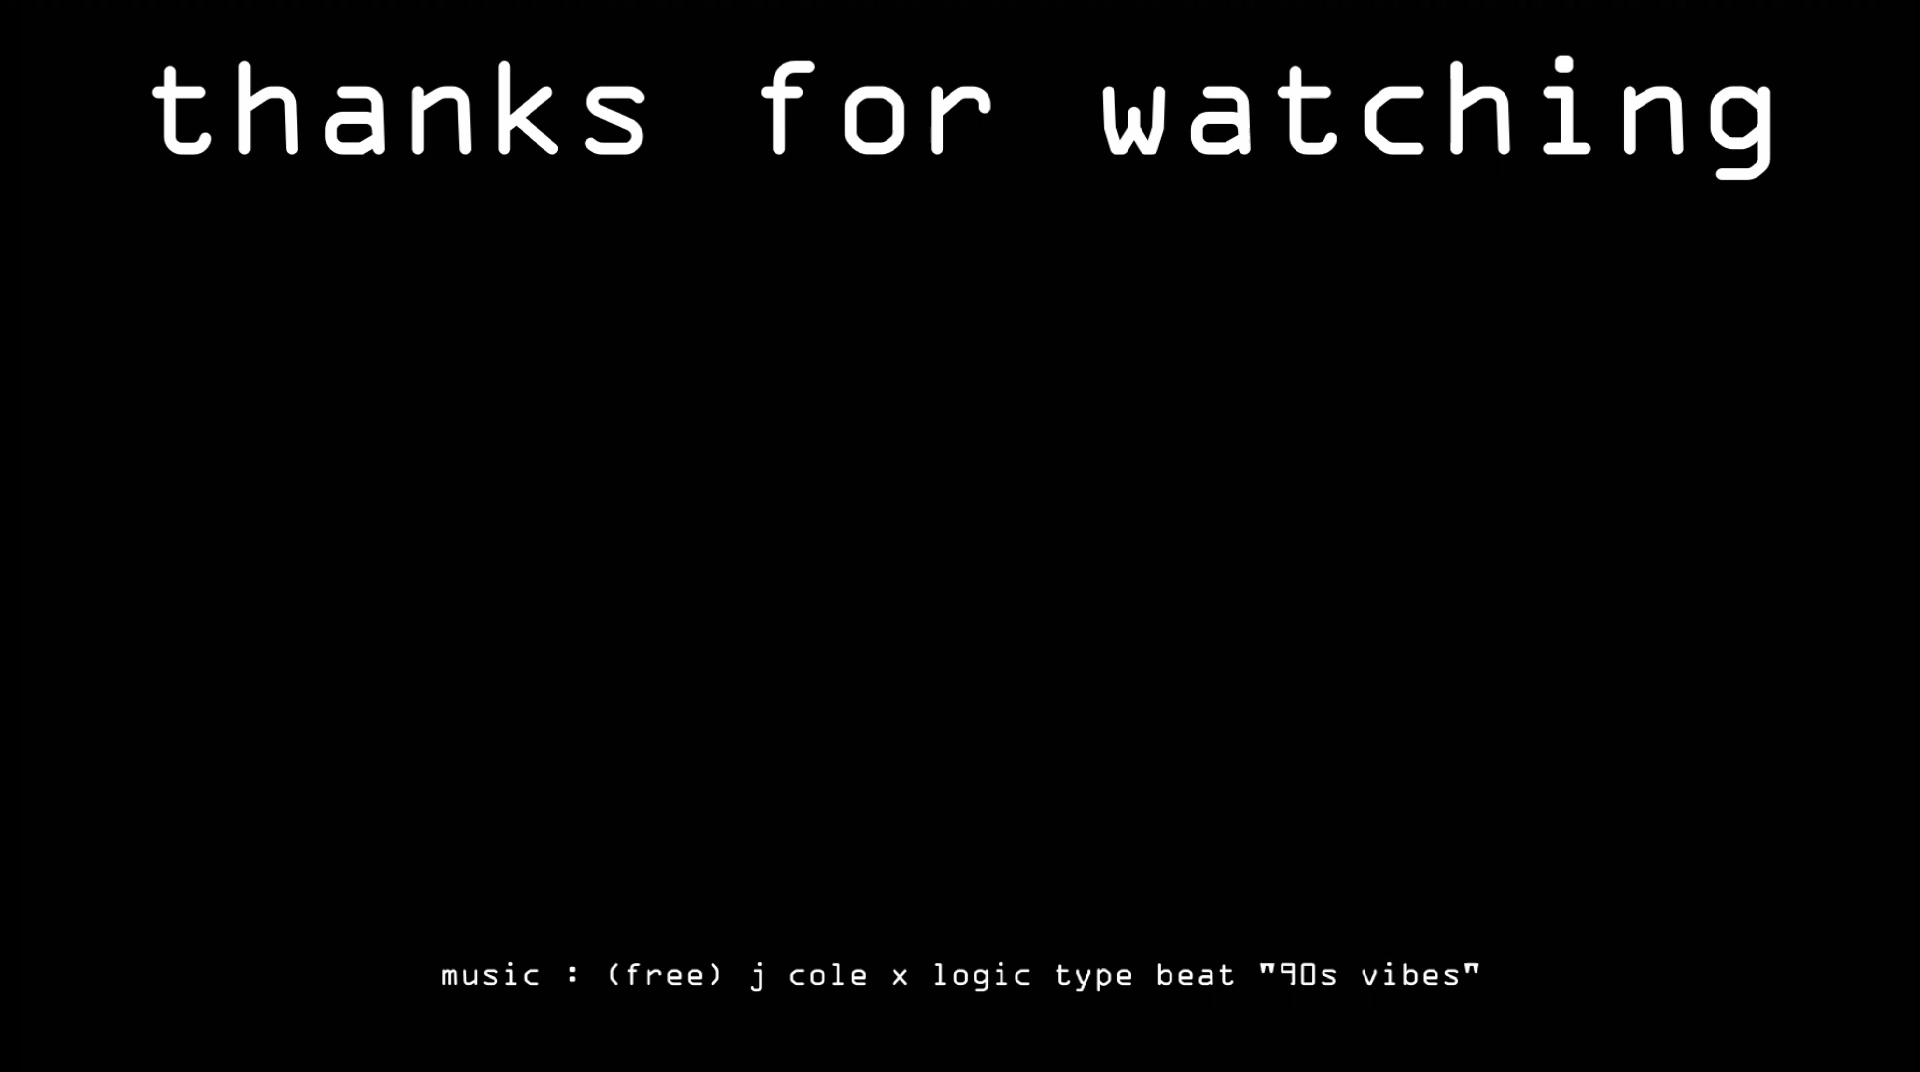 thanks for watching
music : (free) j cole x logic type beat "90s vibes"